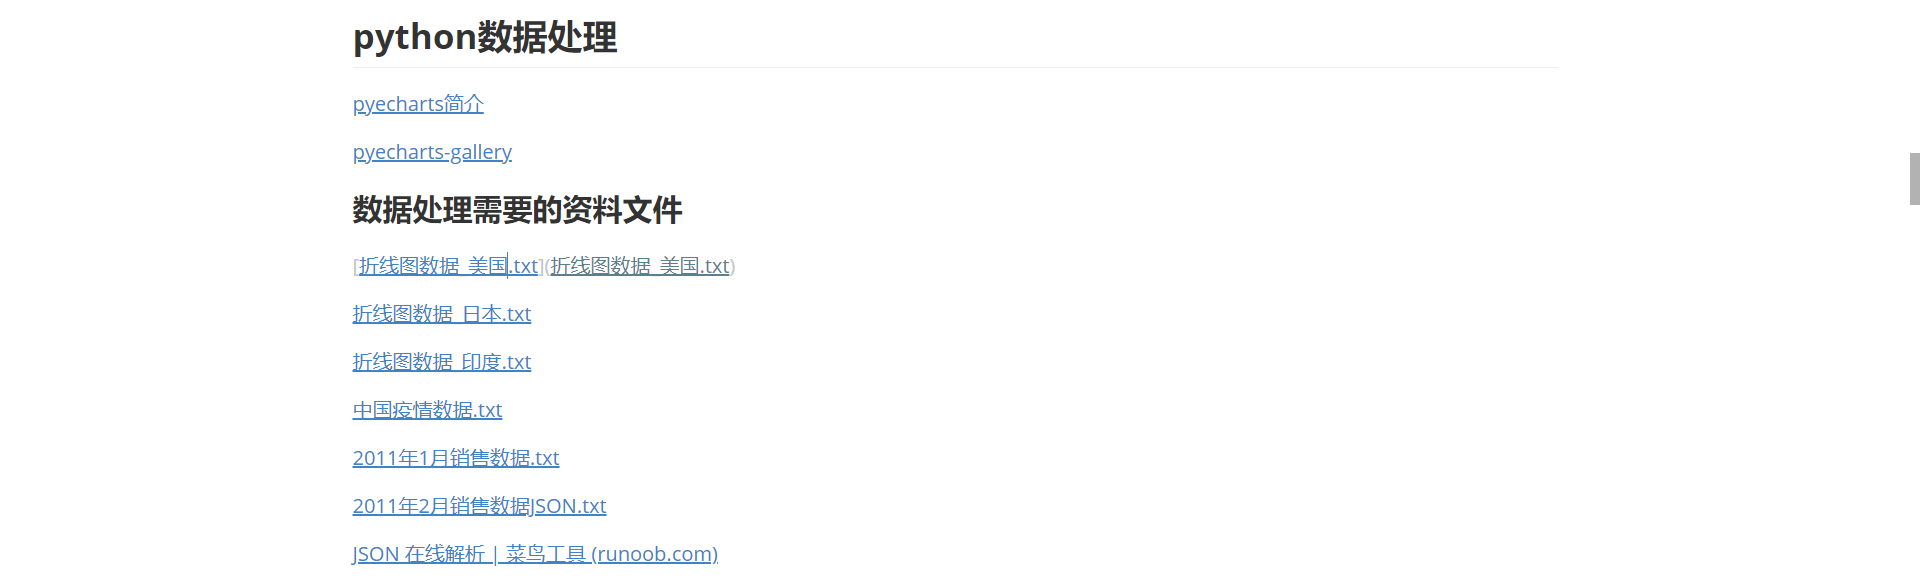 python数据处理
pyecharts简介
pyecharts-gallery
数据处理需要的资料文件
[折线图数据_美国.txt](折线图数据_美国.txt)
折线图数据_日本.txt
折线图数据_印度.txt
中国疫情数据.txt
2011年1月销售数据.txt
2011年2月销售数据JSON.txt
JSON 在线解析 | 菜鸟工具 (runoob.com)